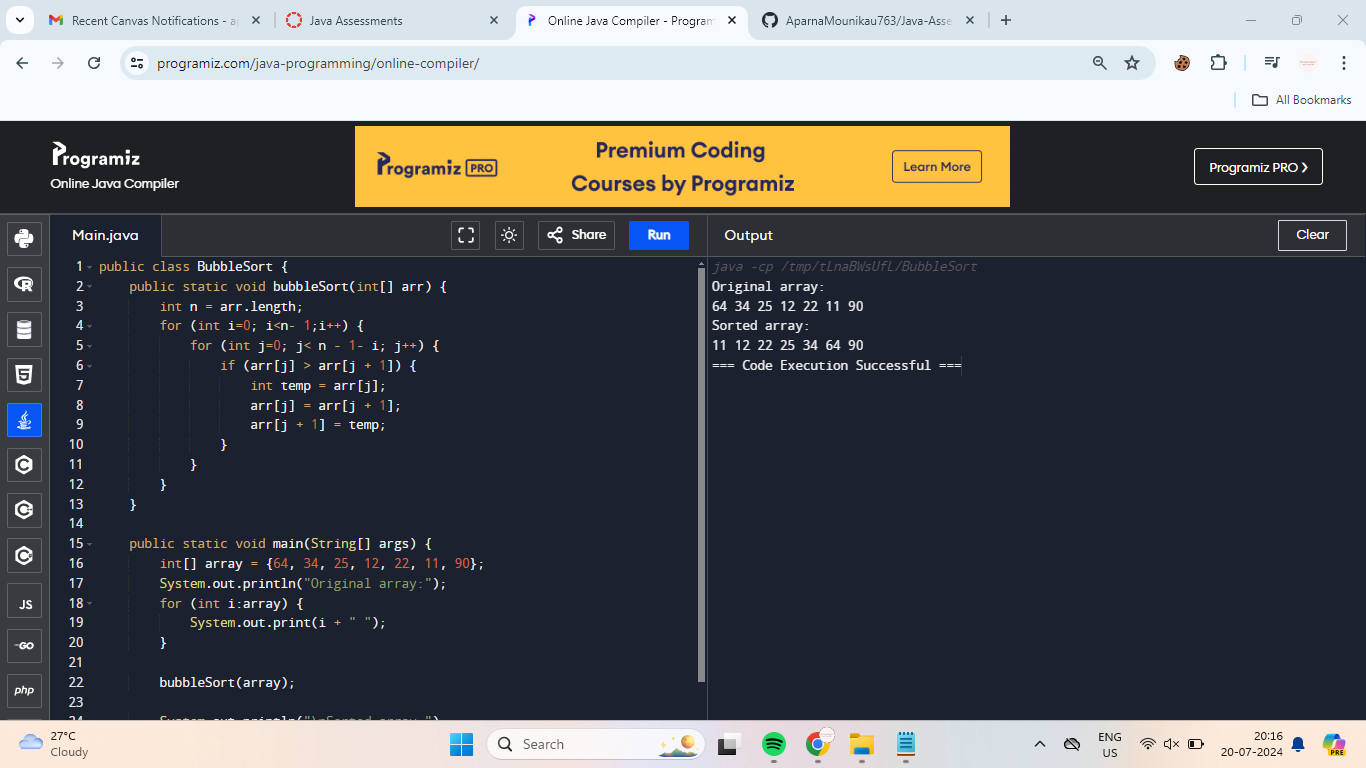 Recent Canvas Notifications - a
Java Assessments
Online Java Compiler - Program
AparnaMounikau763/Java-Asse
programiz.com/java-programming/online-compiler/
All Bookmarks
Programiz
Online Java Compiler
Programiz PRO
Premium Coding
Courses by Programiz
Learn More
Programiz PRO >
Main.java
Share
Run
Output
Clear
1 public class BubbleSort {
2 public static void bubbleSort(int[] arr) {
3 int n = arr.length;
4 for (int i=0; i<n- 1;i++) {
5 for (int j=0; j< n - 1- i; j++) {
6 if (arr[j] > arr[j + 1]) {
7 int temp = arr[j];
8 arr[j] = arr[j + 1];
9 arr[j + 1] = temp;
10 }
11 }
12 }
13 }
14
15 public static void main(String[] args) {
16 int[] array = {64, 34, 25, 12, 22, 11, 90};
17 System.out.println("Original array:");
18 for (int i:array) {
19 System.out.print(i + " ");
20 }
21
22 bubbleSort(array);
23
java -cp /tmp/tLnaBWsUfL/BubbleSort
Original array:
64 34 25 12 22 11 90
Sorted array:
11 12 22 25 34 64 90
=== Code Execution Successful ===
JS
GO
php
27°C
Cloudy
Search
ENG
US
20:16
20-07-2024
PRE